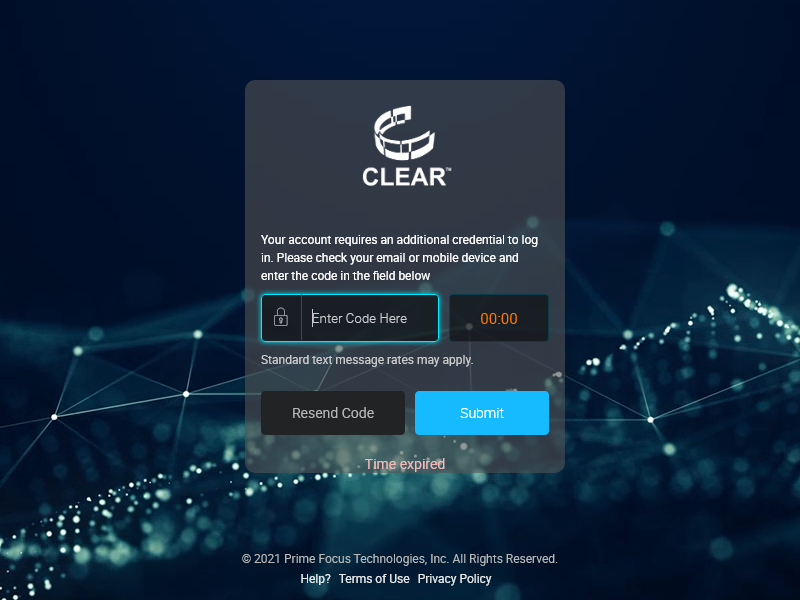 CLEAR™
Your account requires an additional credential to log
in. Please check your email or mobile device and
enter the code in the field below
Enter Code Here
00:00
Standard text message rates may apply.
Resend Code
Submit
Time expired
© 2021 Prime Focus Technologies, Inc. All Rights Reserved.
Help? Terms of Use Privacy Policy